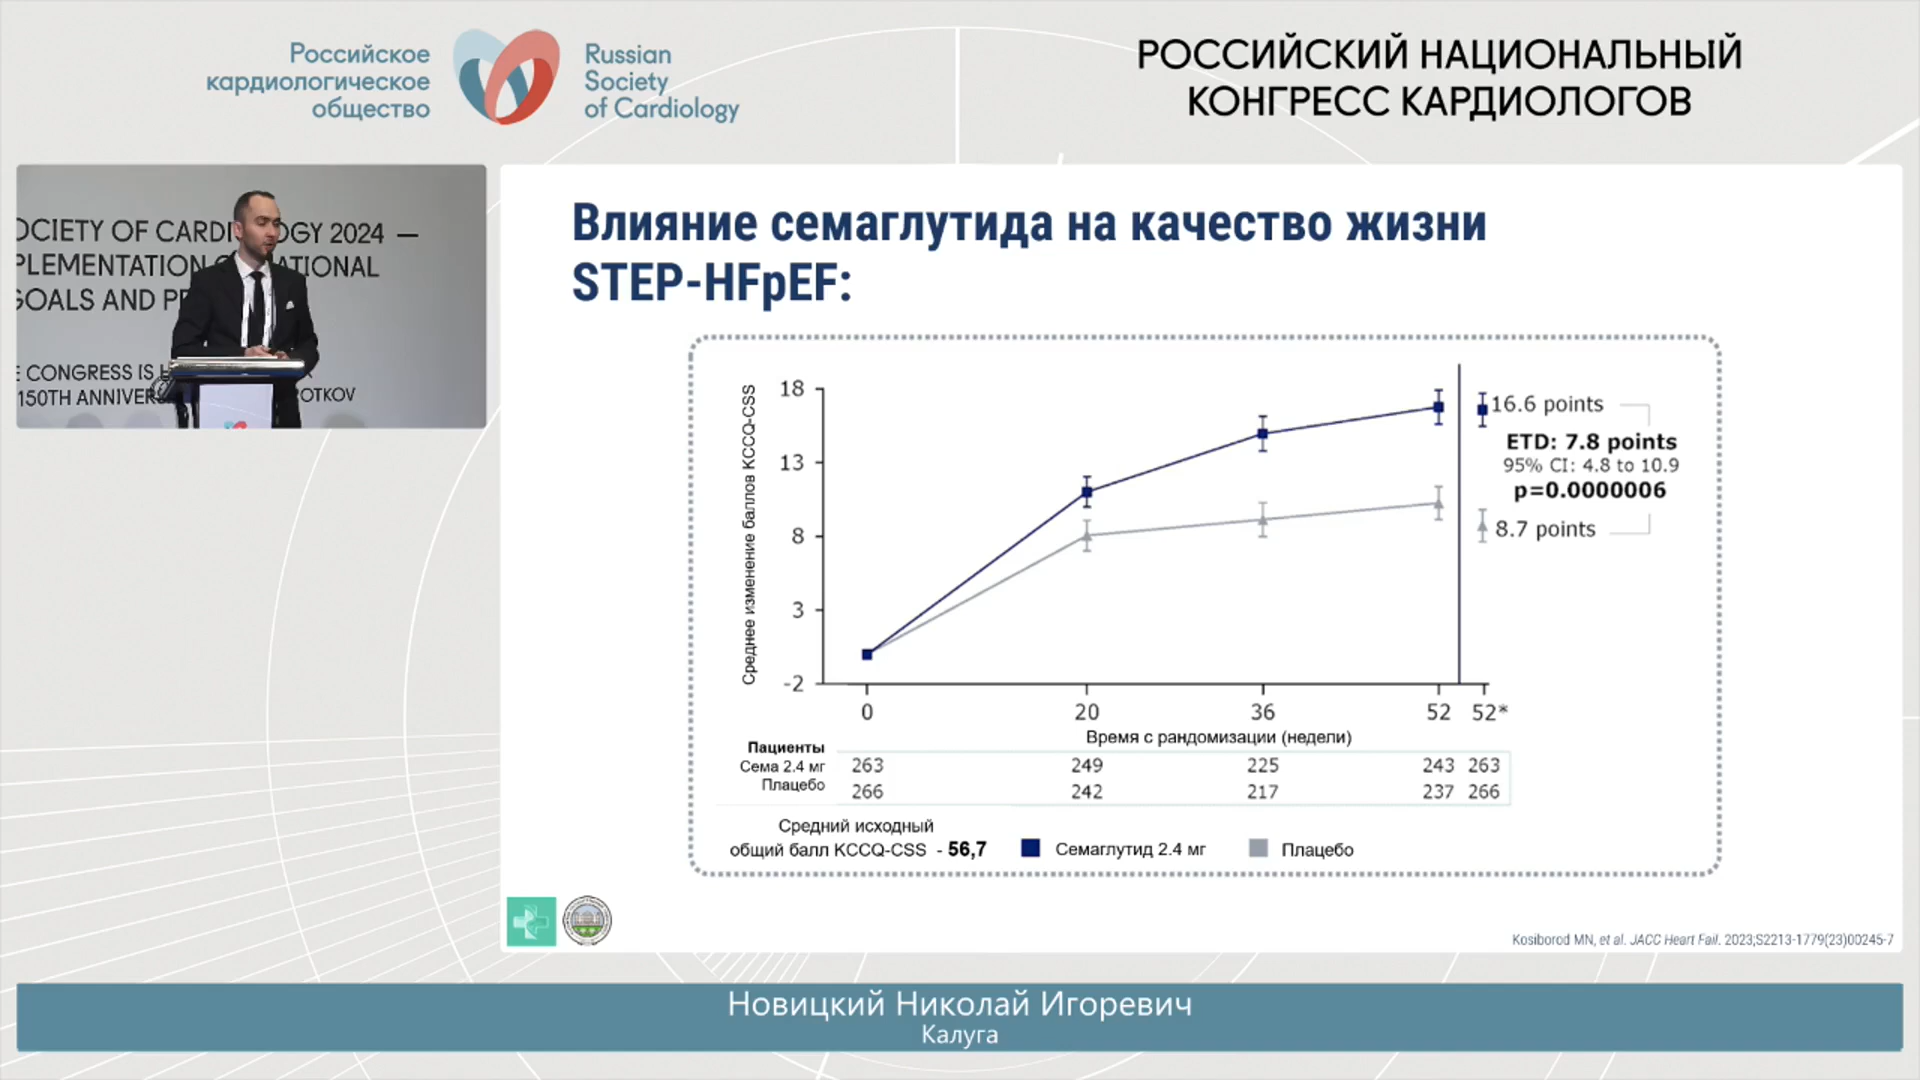 Российское
кардиологическое
общество
Russian
Society
of Cardiology
РОССИЙСКИЙ НАЦИОНАЛЬНЫЙ
КОНГРЕСС КАРДИОЛОГОВ
OCIETY OF CARDI OGY 2024 —
PLEMENTATION ATIONAL
GOALS AND P
E CONGRESS IS
150TH ANNIVERS OTKOV
Влияние семаглутида на качество жизни
STEP-HFpEF:
Среднее изменение баллов KCCQ-CSS
18
13
8
3
-2
0 20 36 52 52*
Время с рандомизации (недели)
16.6 points
ETD: 7.8 points
95% CI: 4.8 to 10.9
p=0.0000006
8.7 points
Пациенты
Сема 2.4 мг 263 249 225 243 263
Плацебо 266 242 217 237 266
Средний исходный
общий балл KCCQ-CSS - 56,7
Семаглутид 2.4 мг
Плацебо
Kosiborod MN, et al. JACC Heart Fail. 2023;S2213-1779(23)00245-7
Новицкий Николай Игоревич
Калуга